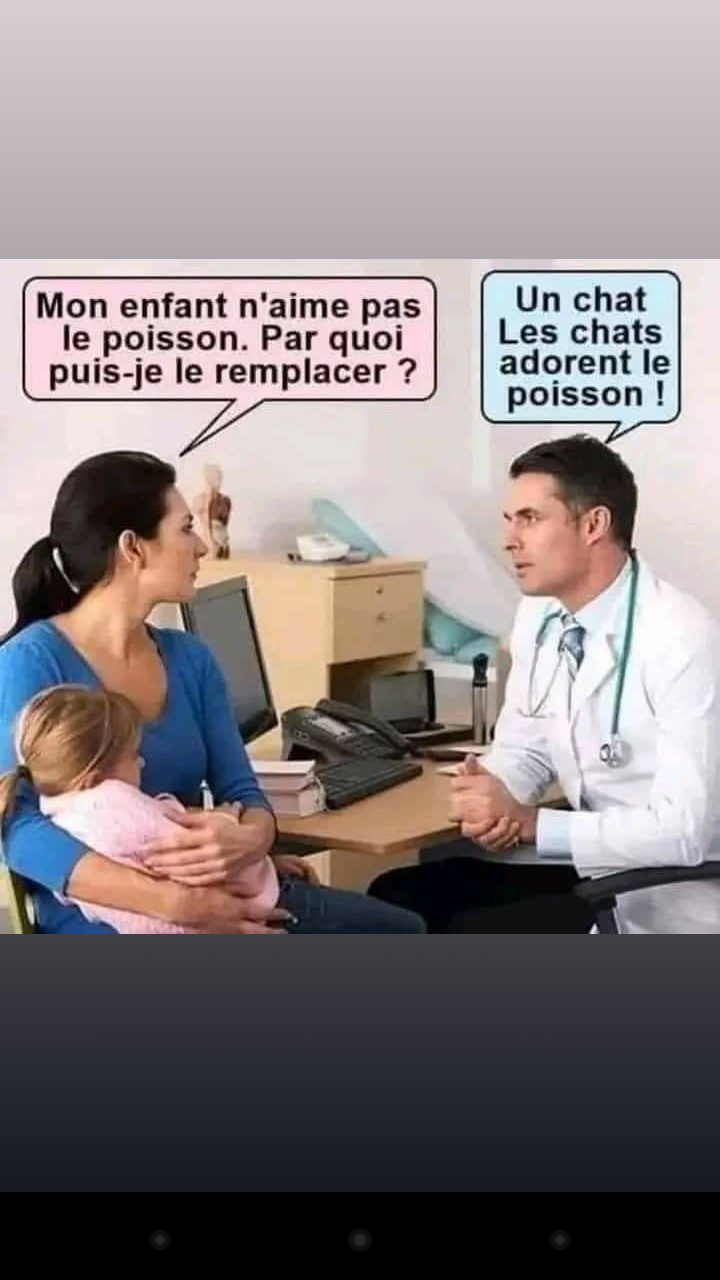 Mon enfant n'aime pas
le poisson. Par quoi
puis-je le remplacer ?
Un chat
Les chats
adorent le
poisson !